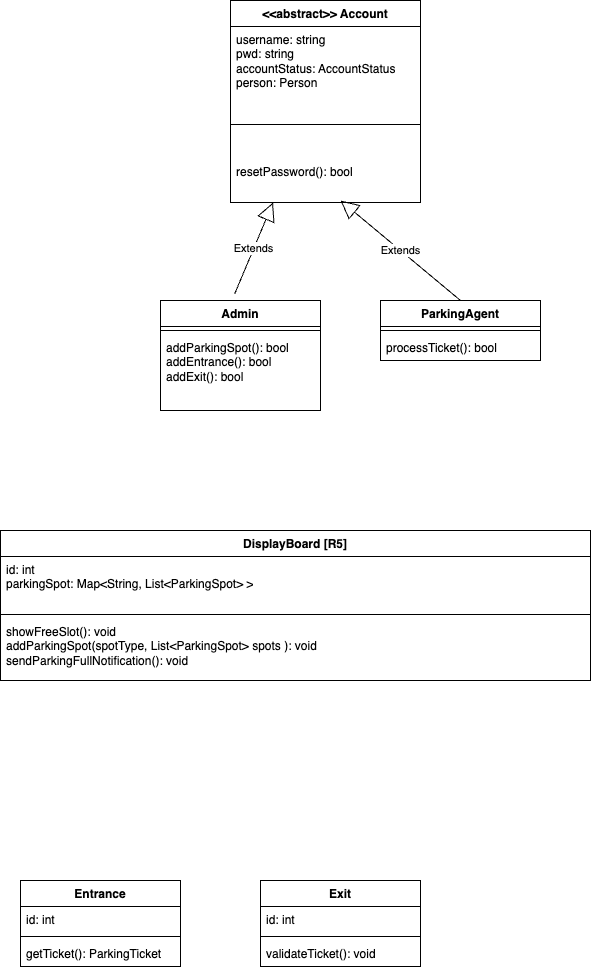 <<abstract>> Account
username: string
pwd: string
accountStatus: AccountStatus
person: Person
resetPassword(): bool
Extends
Extends
Admin
addParkingSpot(): bool
addEntrance(): bool
addExit(): bool
ParkingAgent
processTicket(): bool
DisplayBoard [R5]
id: int
parkingSpot: Map<String, List<ParkingSpot> >
showFreeSlot(): void
addParkingSpot(spotType, List<ParkingSpot> spots ): void
sendParkingFullNotification(): void
Entrance
id: int
getTicket(): ParkingTicket
Exit
id: int
validateTicket(): void